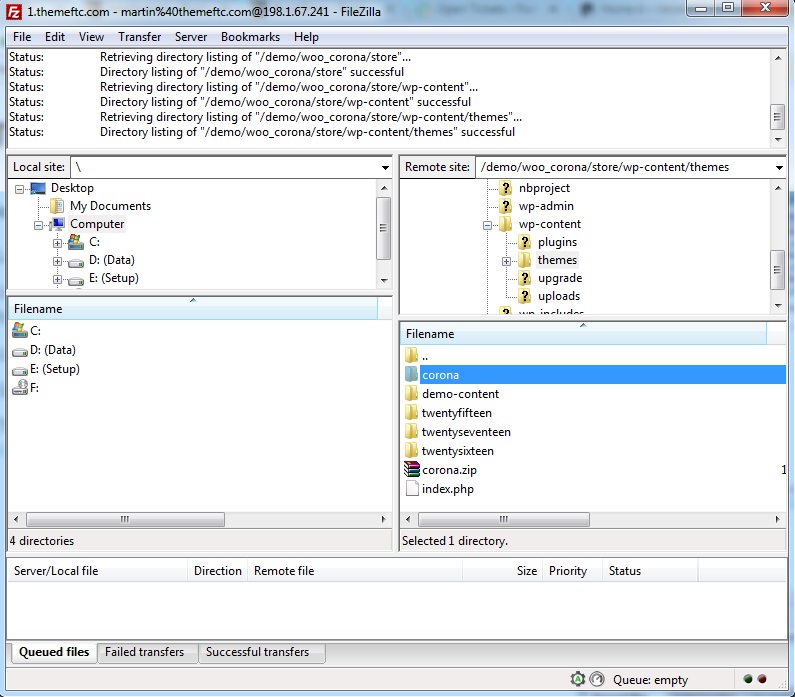 1.themeftc.com - martin%40themeftc.com@198.1.67.241 - FileZilla
File Edit View Transfer Server Bookmarks Help
Status: Retrieving directory listing of "/demo/woo_corona/store"...
Status: Directory listing of "/demo/woo_corona/store" successful
Status: Retrieving directory listing of "/demo/woo_corona/store/wp-content"...
Status: Directory listing of "/demo/woo_corona/store/wp-content" successful
Status: Retrieving directory listing of "/demo/woo_corona/store/wp-content/themes"...
Status: Directory listing of "/demo/woo_corona/store/wp-content/themes" successful
Local site: \
Desktop
My Documents
Computer
C:
D: (Data)
E: (Setup)
Filename
C:
D: (Data)
E: (Setup)
F:
4 directories
Remote site: /demo/woo_corona/store/wp-content/themes
nbproject
wp-admin
wp-content
plugins
themes
upgrade
uploads
wp-includes
Filename
..
corona
demo-content
twentyfifteen
twentyseventeen
twentysixteen
corona.zip 1
index.php
Selected 1 directory.
Server/Local file Direction Remote file Size Priority Status
Queued files Failed transfers Successful transfers
Queue: empty